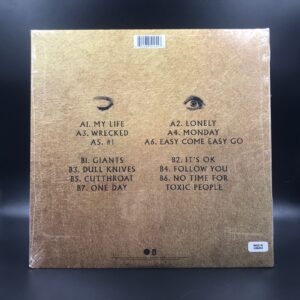 A1. MY LIFE A2. LONELY
A3. WRECKED A4. MONDAY
A5. #1 A6. EASY COME EASY GO
B1. GIANTS B2. IT'S OK
B3. DULL KNIVES B4. FOLLOW YOU
B5. CUTTHROAT B6. NO TIME FOR
B7. ONE DAY TOXIC PEOPLE